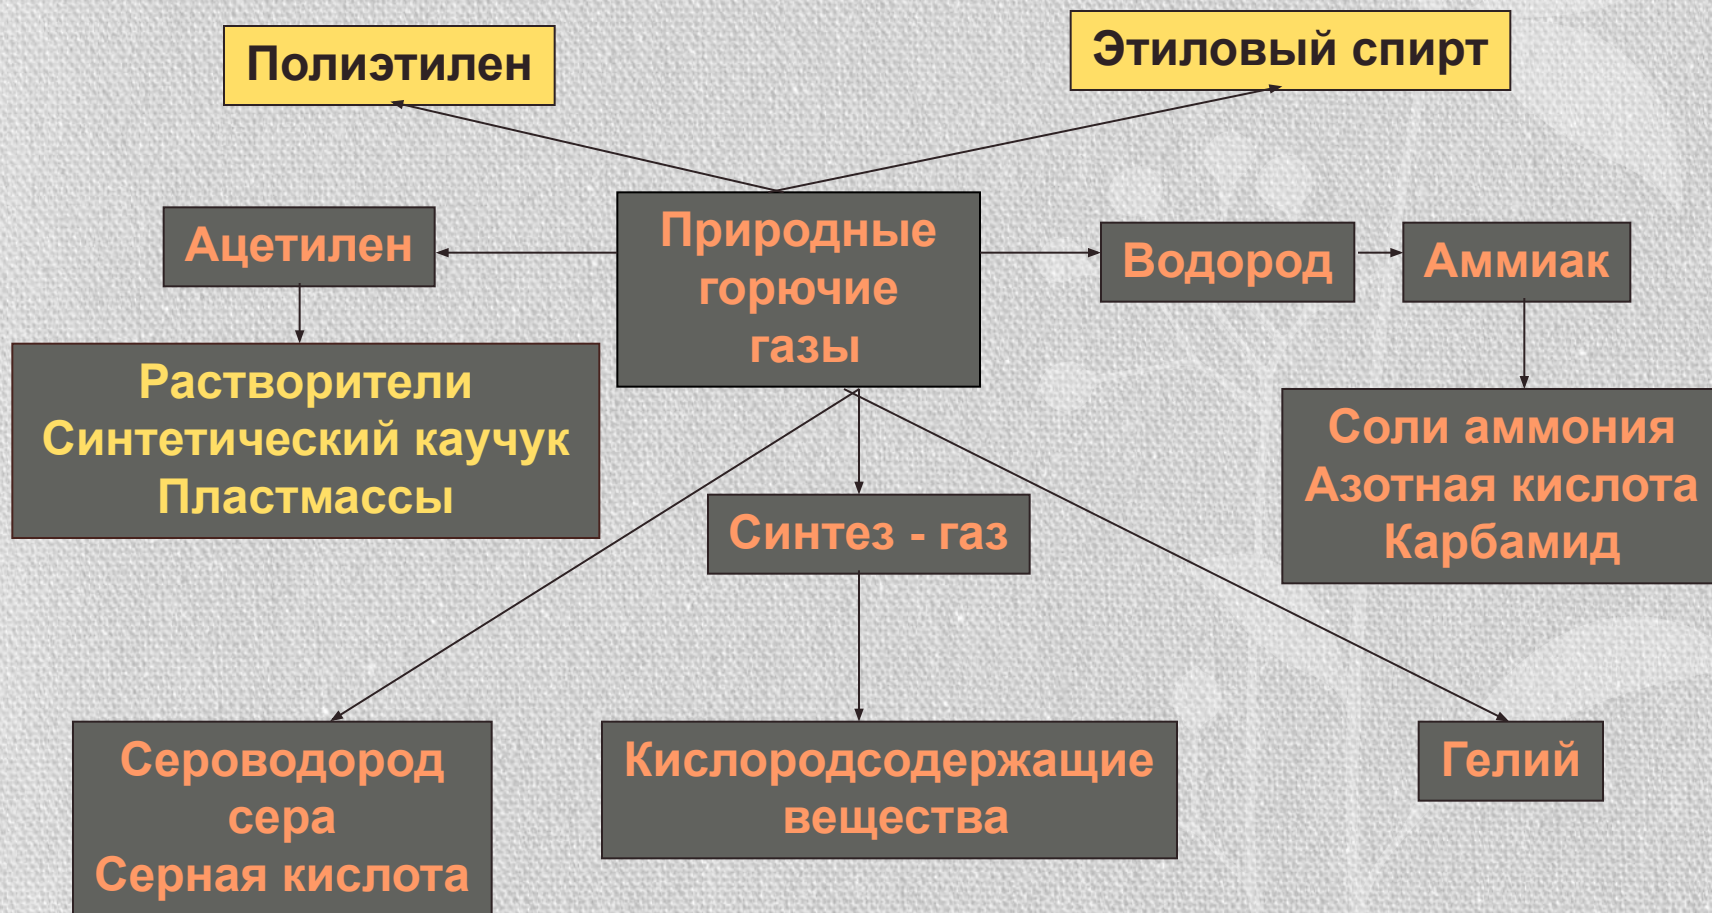 Полиэтилен
Этиловый спирт
Ацетилен
Природные
горючие
газы
Водород
Аммиак
Растворители
Синтетический каучук
Пластмассы
Соли аммония
Азотная кислота
Карбамид
Синтез - газ
Сероводород
сера
Серная кислота
Кислородсодержащие
вещества
Гелий